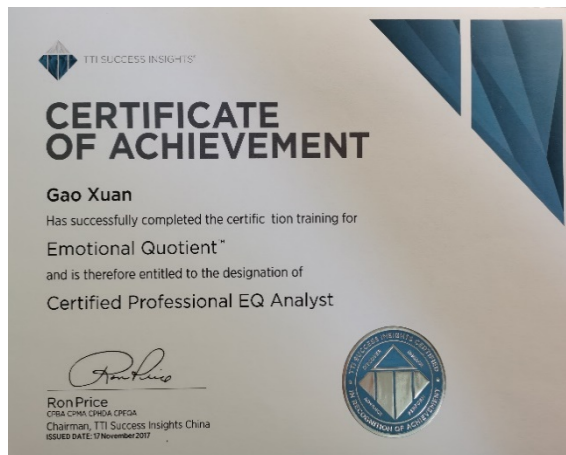 TTI SUCCESS INSIGHTS®
CERTIFICATE
OF ACHIEVEMENT
Gao Xuan
Has successfully completed the certific tion training for
Emotional Quotient™
and is therefore entitled to the designation of
Certified Professional EQ Analyst
Ron Price
Ron Price
CPBA CPMA CPHDA CPEQA
Chairman, TTI Success Insights China
ISSUED DATE: 17 November 2017
TTI SUCCESS INSIGHTS CERTIFIED
IN RECOGNITION OF ACHIEVEMENT